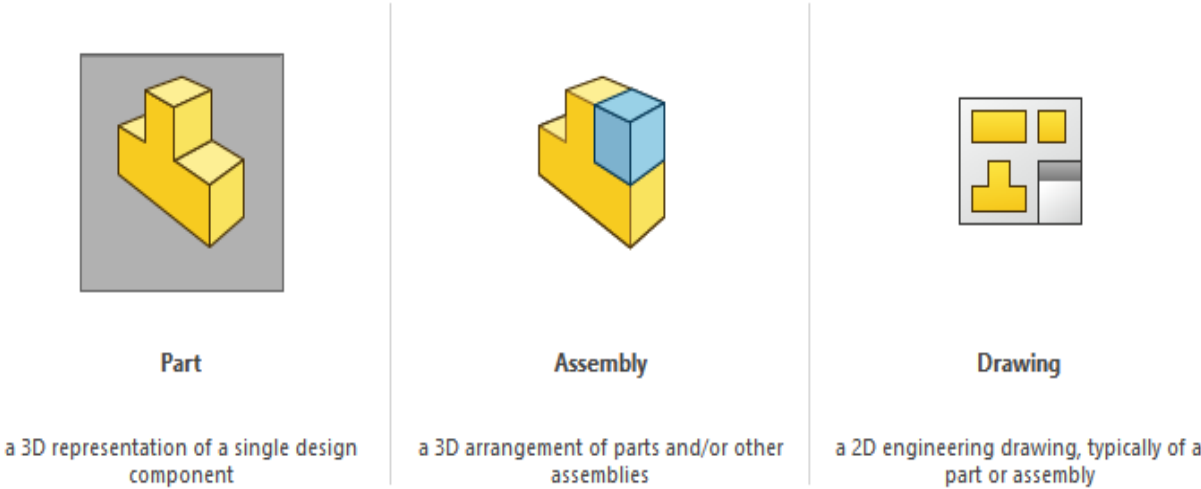 Part
a 3D representation of a single design
component
Assembly
a 3D arrangement of parts and/or other
assemblies
Drawing
a 2D engineering drawing, typically of a
part or assembly